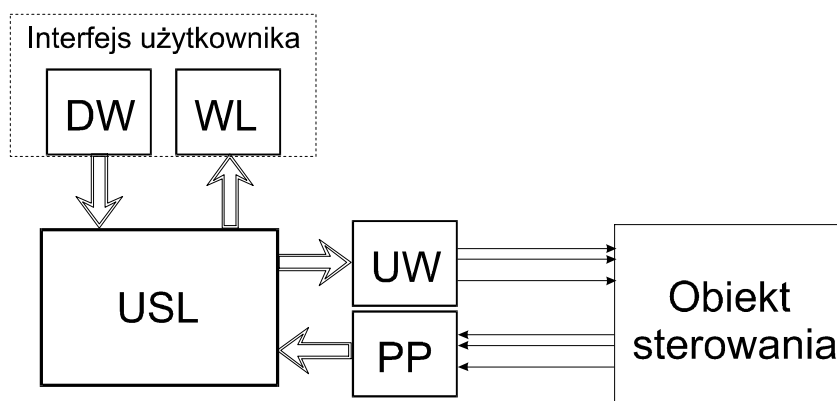 Interfejs użytkownika
DW
WL
USL
UW
PP
Obiekt
sterowania